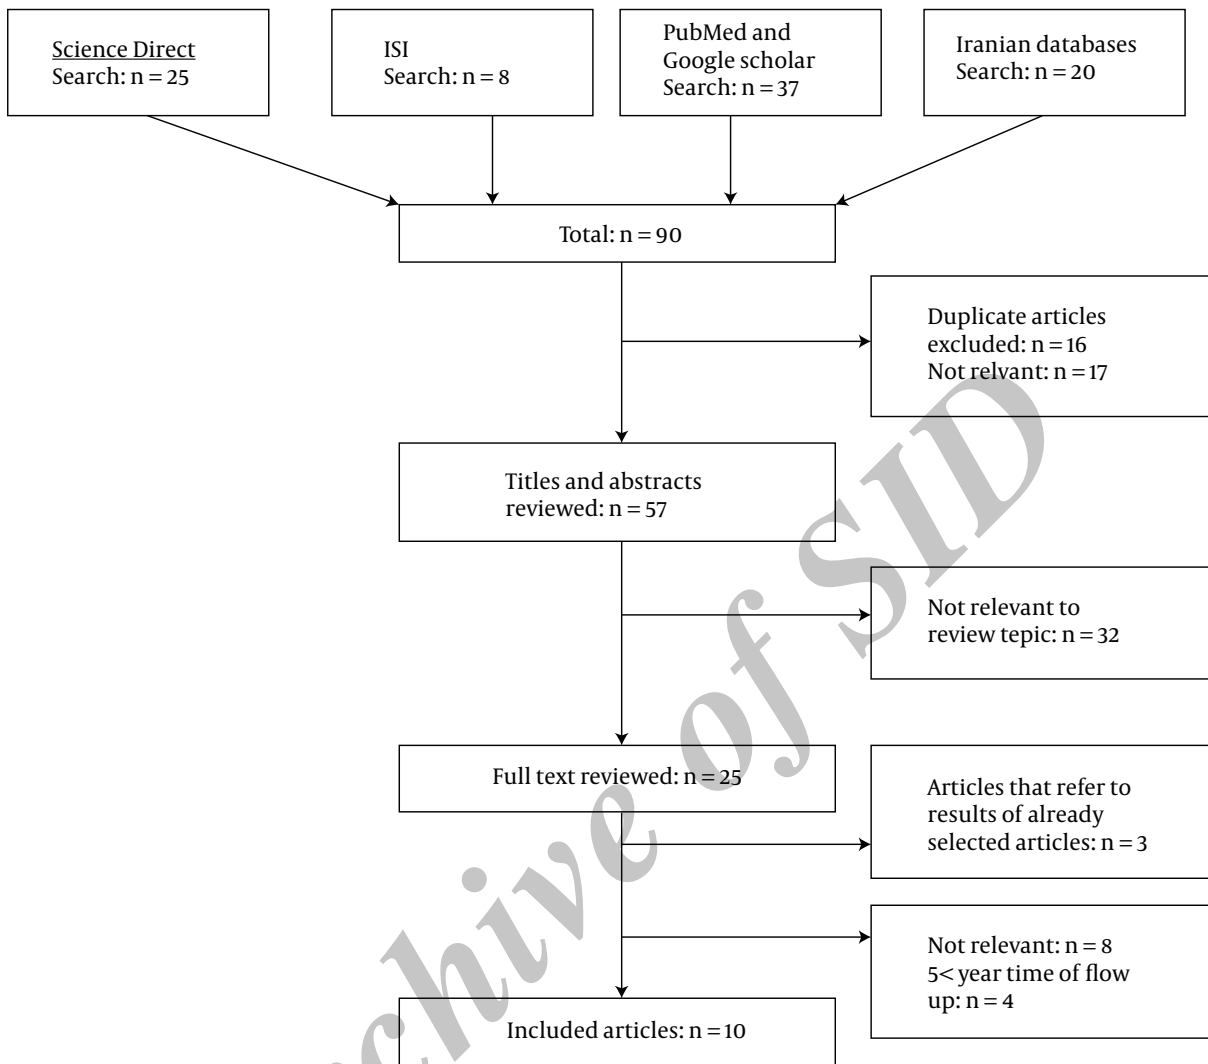 Science Direct
Search: n = 25
ISI
Search: n = 8
PubMed and
Google scholar
Search: n = 37
Iranian databases
Search: n = 20
Total: n = 90
Duplicate articles
excluded: n = 16
Not relvant: n = 17
Titles and abstracts
reviewed: n = 57
Not relevant to
review tepic: n = 32
Full text reviewed: n = 25
Articles that refer to
results of already
selected articles: n = 3
Not relevant: n = 8
5< year time of flow
up: n = 4
Included articles: n = 10
chive of SID